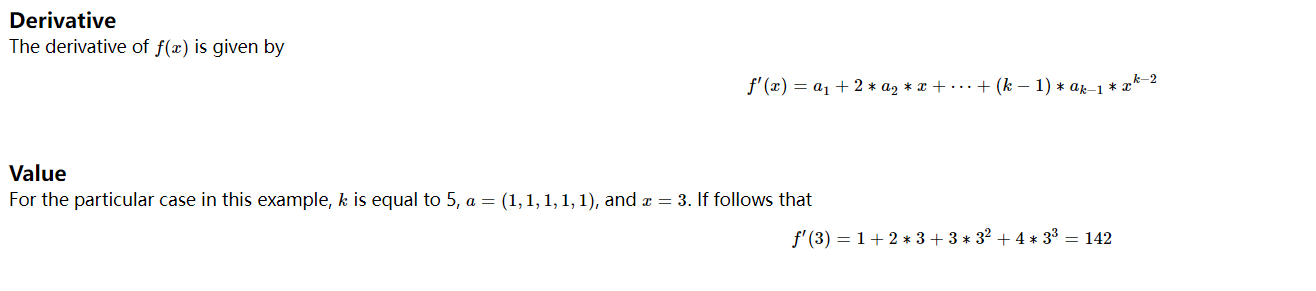 Derivative
The derivative of f(x) is given by
f′(x) = a₁ + 2 * a₂ * x + ⋯ + (k − 1) * aₖ₋₁ * xᵏ⁻²
Value
For the particular case in this example, k is equal to 5, a = (1, 1, 1, 1, 1), and x = 3. If follows that
f′(3) = 1 + 2 * 3 + 3 * 3² + 4 * 3³ = 142